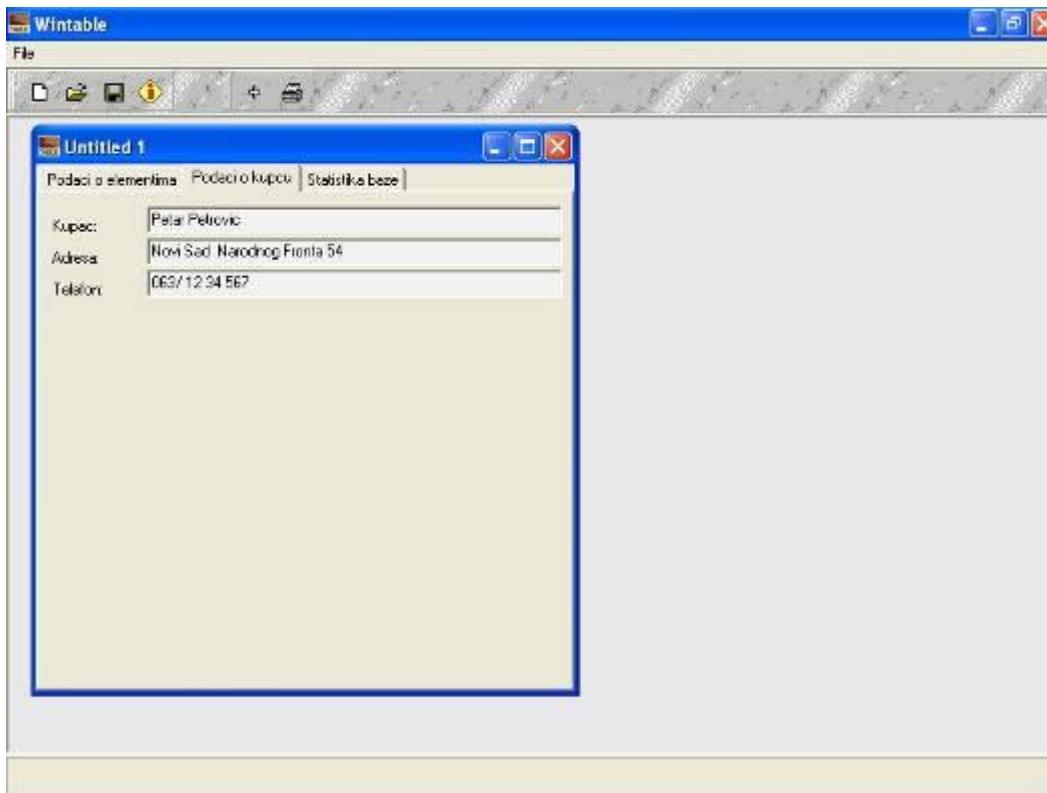 Wintable
File
Untitled 1
Podaci o elementima Podaci o kupcu Statistika baze
Kupac: Petar Petrovic
Adresa: Novi Sad Narodnog Fronta 54
Telefon: 063/ 12 34 567